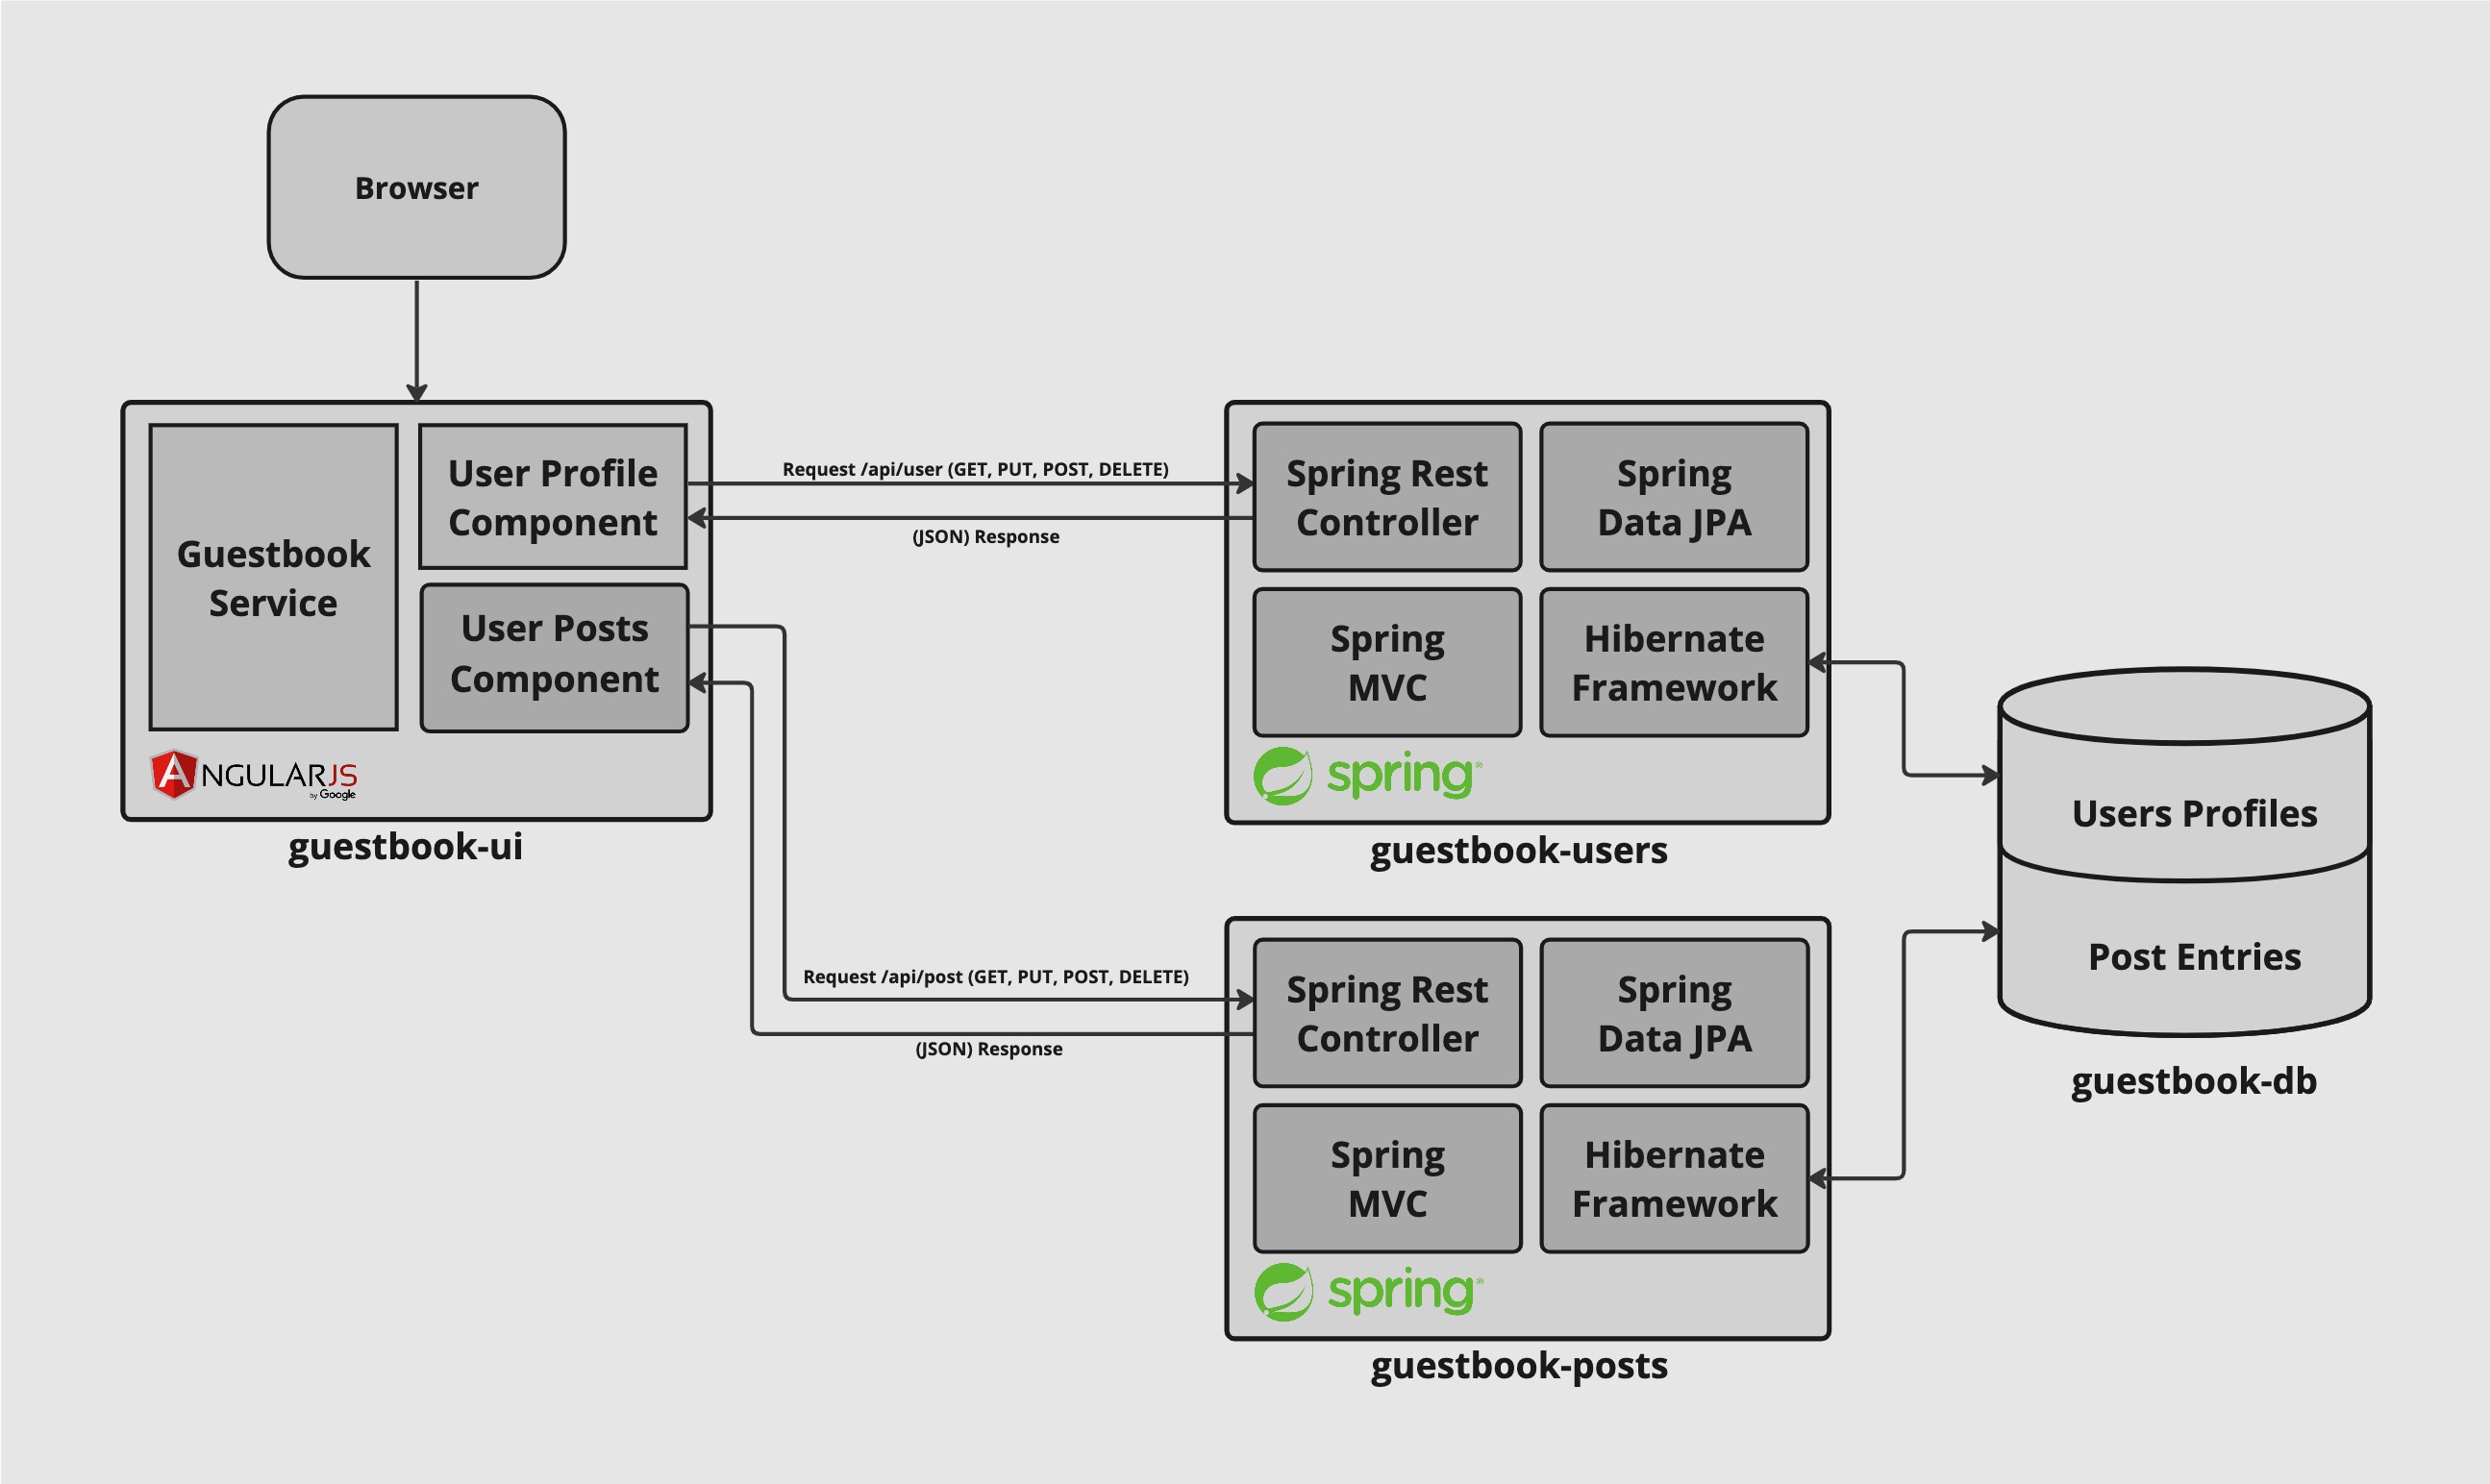 Browser
Guestbook
Service
User Profile
Component
User Posts
Component
ANGULARJS
by Google
guestbook-ui
Request /api/user (GET, PUT, POST, DELETE)
(JSON) Response
Spring Rest
Controller
Spring
Data JPA
Spring
MVC
Hibernate
Framework
spring®
guestbook-users
Request /api/post (GET, PUT, POST, DELETE)
(JSON) Response
Spring Rest
Controller
Spring
Data JPA
Spring
MVC
Hibernate
Framework
spring®
guestbook-posts
Users Profiles
Post Entries
guestbook-db